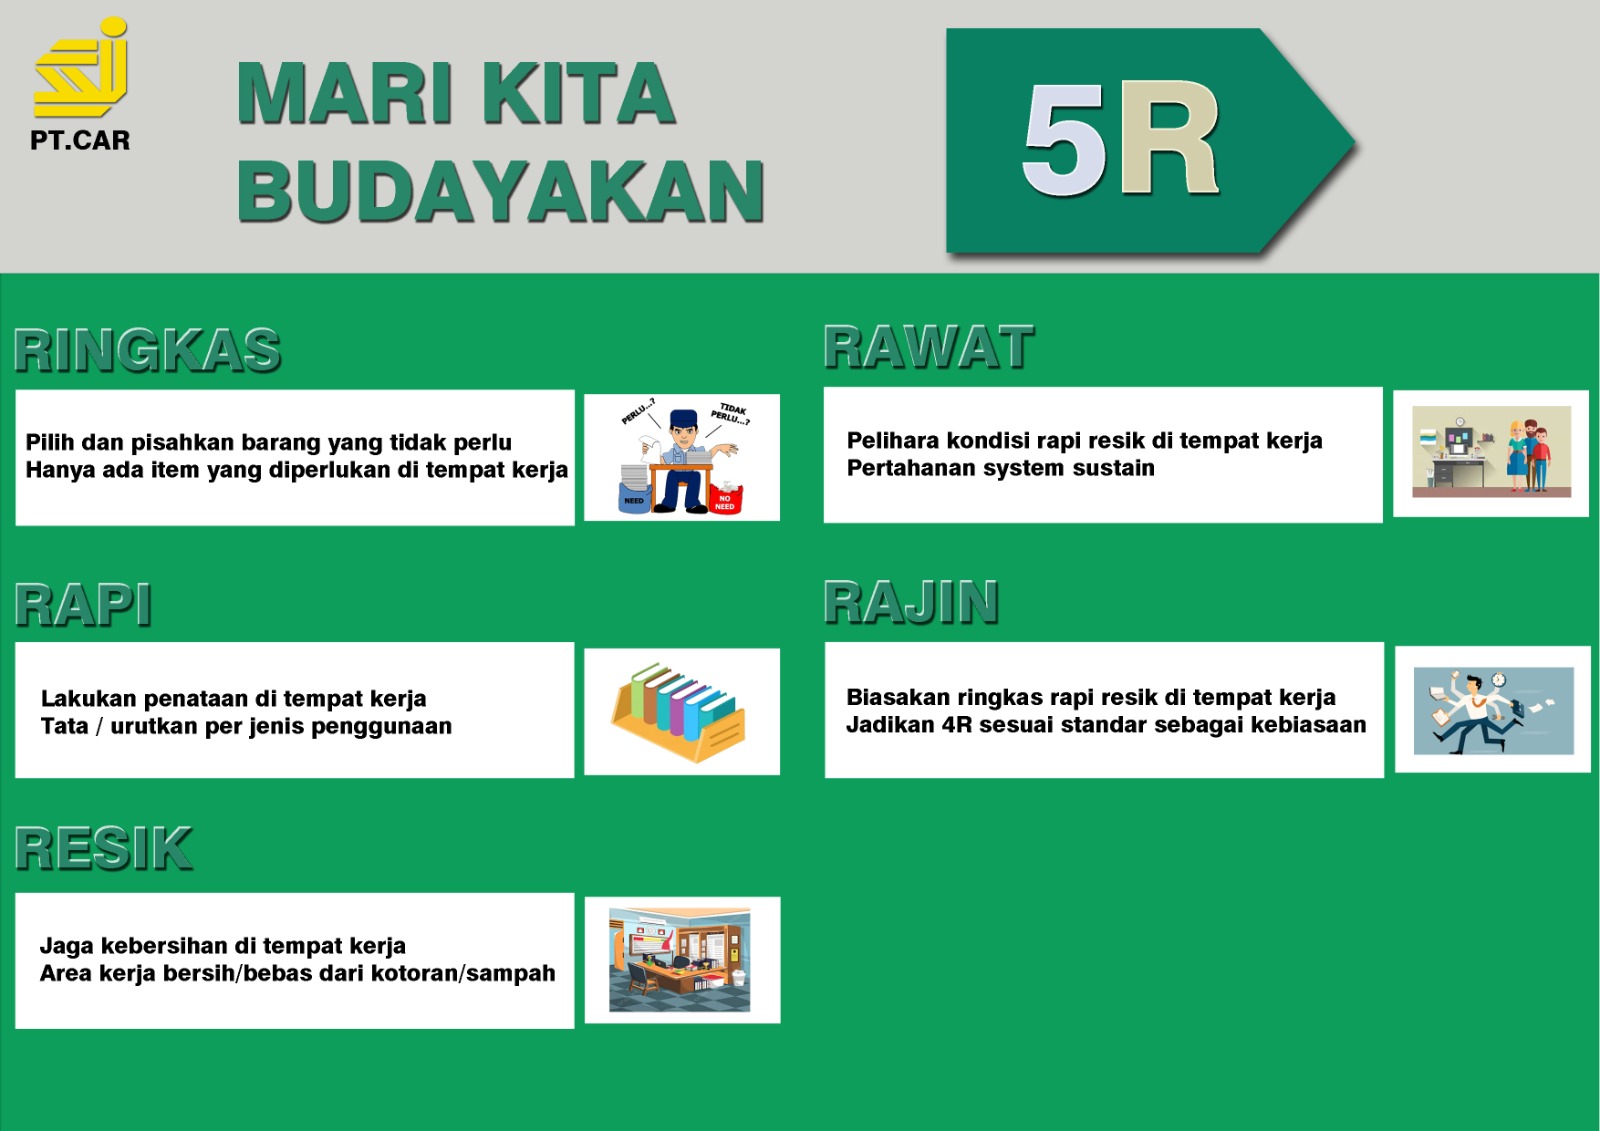 PT.CAR
MARI KITA
BUDAYAKAN
5R
RINGKAS
Pilih dan pisahkan barang yang tidak perlu
Hanya ada item yang diperlukan di tempat kerja
PERLU...?
TIDAK
PERLU...?
NEED
NO
NEED
RAPI
Lakukan penataan di tempat kerja
Tata / urutkan per jenis penggunaan
RESIK
Jaga kebersihan di tempat kerja
Area kerja bersih/bebas dari kotoran/sampah
RAWAT
Pelihara kondisi rapi resik di tempat kerja
Pertahanan system sustain
RAJIN
Biasakan ringkas rapi resik di tempat kerja
Jadikan 4R sesuai standar sebagai kebiasaan